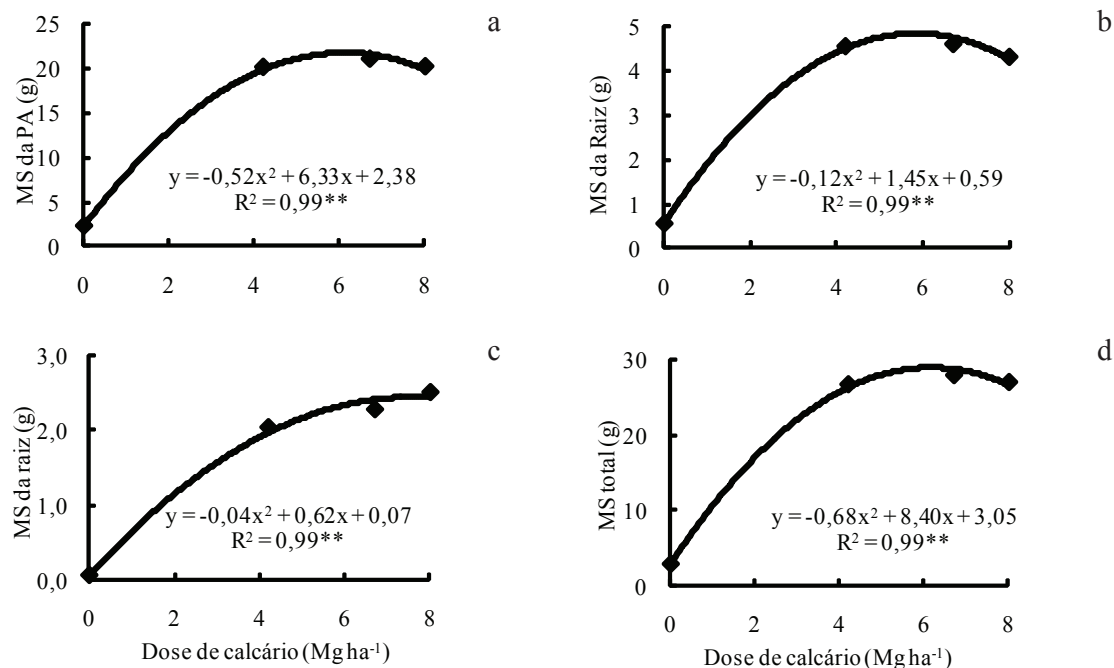 a
MS da PA (g)
25
20
15
10
5
0
y = -0,52x² + 6,33x + 2,38
R² = 0,99**
0 2 4 6 8
b
MS da Raiz (g)
5
4
3
2
1
0
y = -0,12x² + 1,45x + 0,59
R² = 0,99**
0 2 4 6 8
c
MS da raiz (g)
3,0
2,0
1,0
0,0
y = -0,04x² + 0,62x + 0,07
R² = 0,99**
0 2 4 6 8
Dose de calcário (Mg ha⁻¹)
d
MS total (g)
30
20
10
0
y = -0,68x² + 8,40x + 3,05
R² = 0,99**
0 2 4 6 8
Dose de calcário (Mg ha⁻¹)